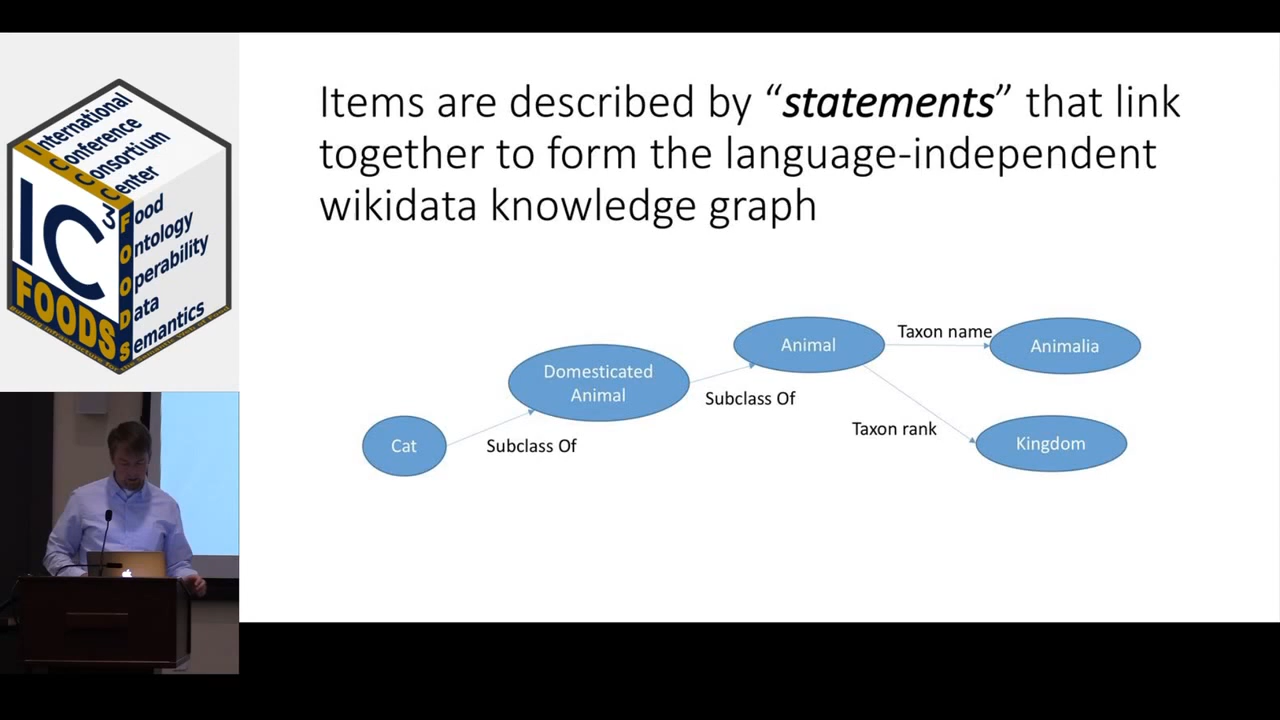 International
Conference
Consortium
Center
IC3
FOODS
Food
Ontology
Operability
Data
Semantics
Items are described by “statements” that link
together to form the language-independent
wikidata knowledge graph
Animal
Taxon name
Animalia
Domesticated
Animal
Subclass Of
Taxon rank
Kingdom
Cat
Subclass Of